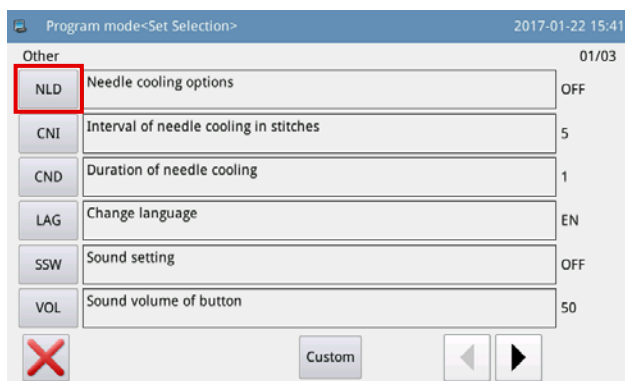 Program mode<Set Selection> 2017-01-22 15:41
Other 01/03
NLD Needle cooling options OFF
CNI Interval of needle cooling in stitches 5
CND Duration of needle cooling 1
LAG Change language EN
SSW Sound setting OFF
VOL Sound volume of button 50
Custom